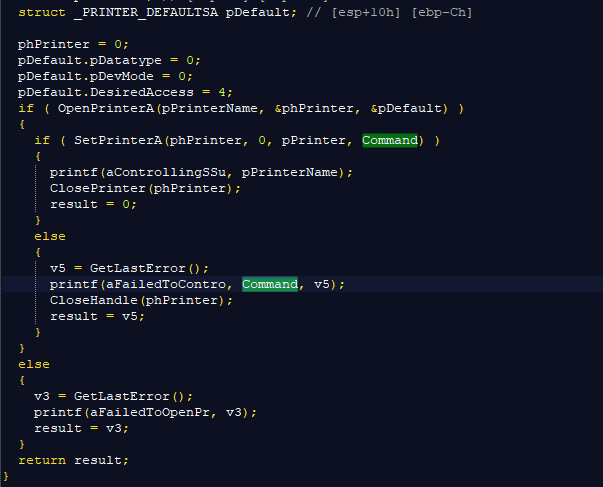 struct _PRINTER_DEFAULTSA pDefault; // [esp+10h] [ebp-Ch]
phPrinter = 0;
pDefault.pDatatype = 0;
pDefault.pDevMode = 0;
pDefault.DesiredAccess = 4;
if ( OpenPrinterA(pPrinterName, &phPrinter, &pDefault) )
{
if ( SetPrinterA(phPrinter, 0, pPrinter, Command) )
{
printf(aControllingSSu, pPrinterName);
ClosePrinter(phPrinter);
result = 0;
}
else
{
v5 = GetLastError();
printf(aFailedToContro, Command, v5);
CloseHandle(phPrinter);
result = v5;
}
}
else
{
v3 = GetLastError();
printf(aFailedToOpenPr, v3);
result = v3;
}
return result;
}